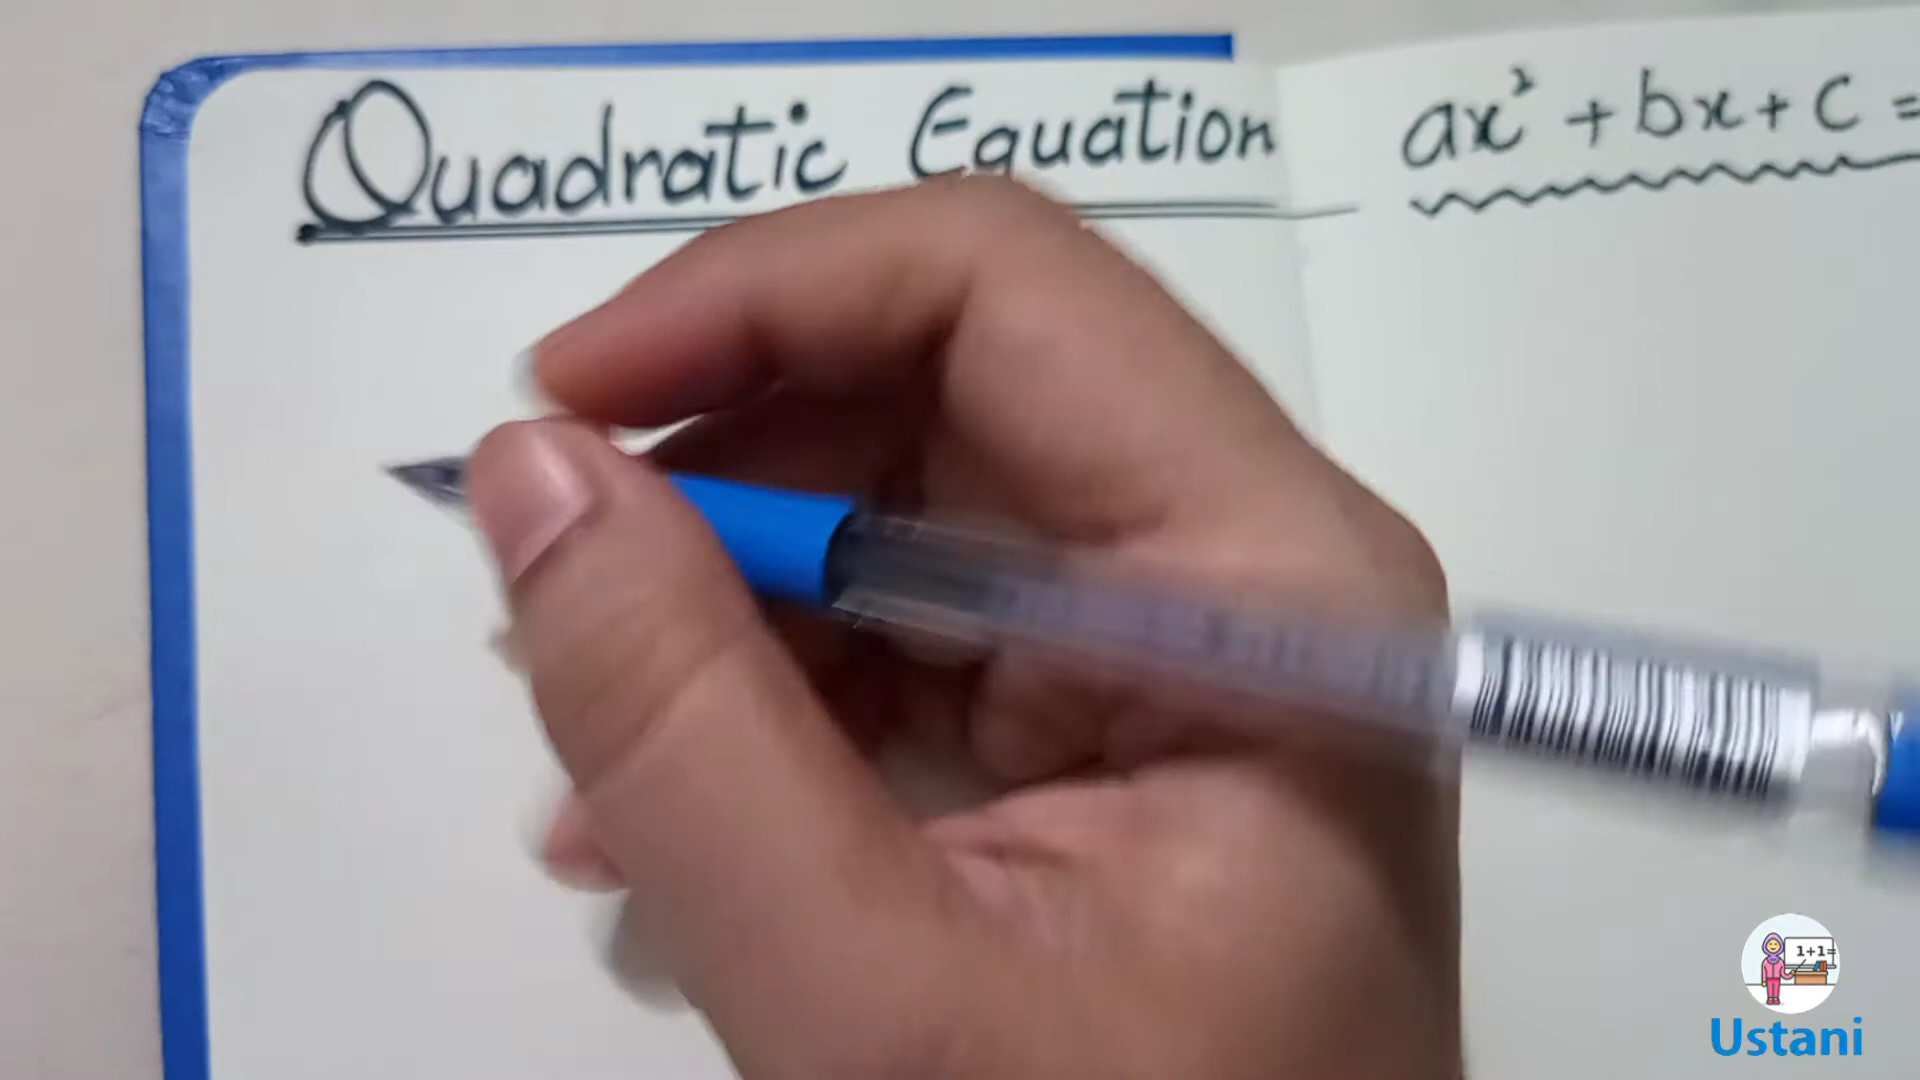 Quadratic Equation
ax² + bx + c =
1+1=
Ustani